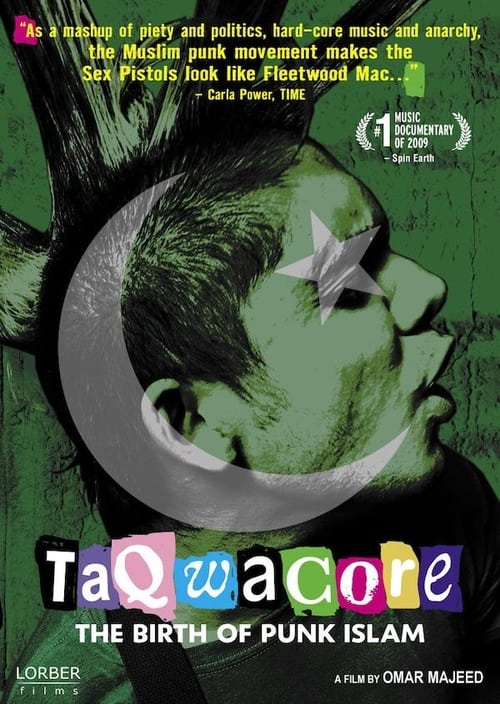 "As a mashup of piety and politics, hard-core music and anarchy,
the Muslim punk movement makes the
Sex Pistols look like Fleetwood Mac..."
– Carla Power, TIME
#1 MUSIC
DOCUMENTARY
OF 2009
– Spin Earth
TaQwaCore
THE BIRTH OF PUNK ISLAM
LORBER
films
A FILM BY OMAR MAJEED